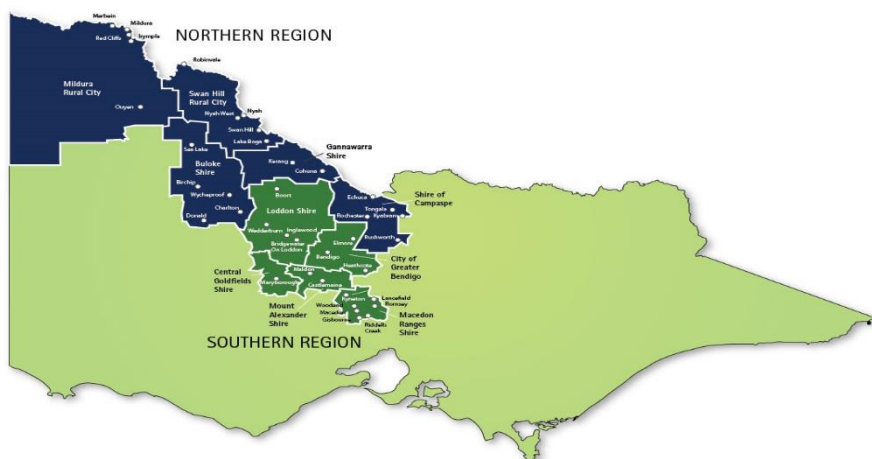 Merbein
Mildura
Red Cliffs
Irymple
NORTHERN REGION
Robinvale
Mildura
Rural City
Ouyen
Swan Hill
Rural City
Nyah West
Nyah
Swan Hill
Lake Boga
Gannawarra
Shire
Sea Lake
Buloke
Shire
Kerang
Cohuna
Birchip
Wycheproof
Charlton
Donald
Boort
Loddon Shire
Echuca
Shire of
Campaspe
Tongala
Rochester
Kyabram
Rushworth
Wedderburn
Inglewood
Bridgewater
On Loddon
Elmore
Bendigo
Heathcote
City of
Greater
Bendigo
Central
Goldfields
Shire
Maryborough
Maldon
Castlemaine
Mount
Alexander
Shire
Kyneton
Lancefield
Romsey
Woodend
Macedon
Gisborne
Riddells
Creek
Macedon
Ranges
Shire
SOUTHERN REGION